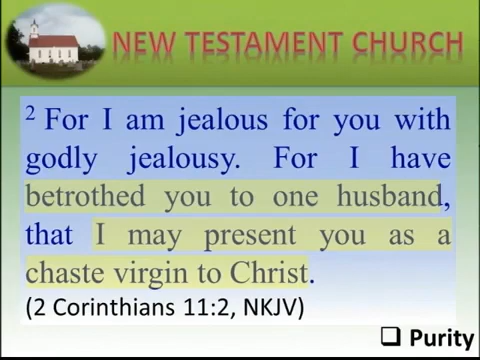 NEW TESTAMENT CHURCH
2 For I am jealous for you with
godly jealousy. For I have
betrothed you to one husband,
that I may present you as a
chaste virgin to Christ.
(2 Corinthians 11:2, NKJV)
❑ Purity